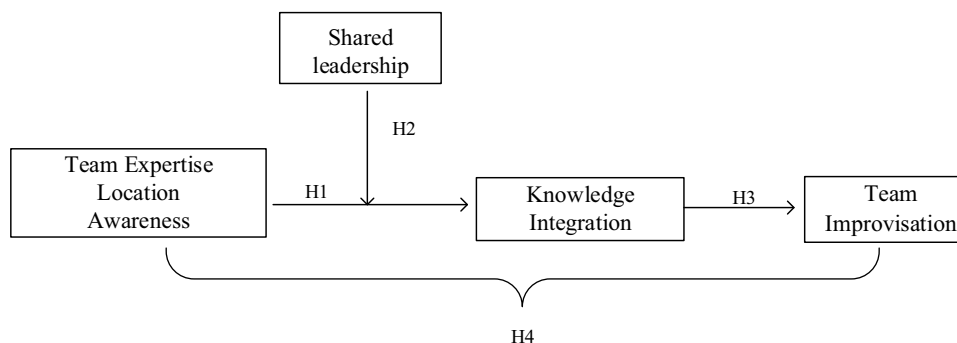 Shared
leadership
H2
Team Expertise
Location
Awareness
H1
Knowledge
Integration
H3
Team
Improvisation
H4